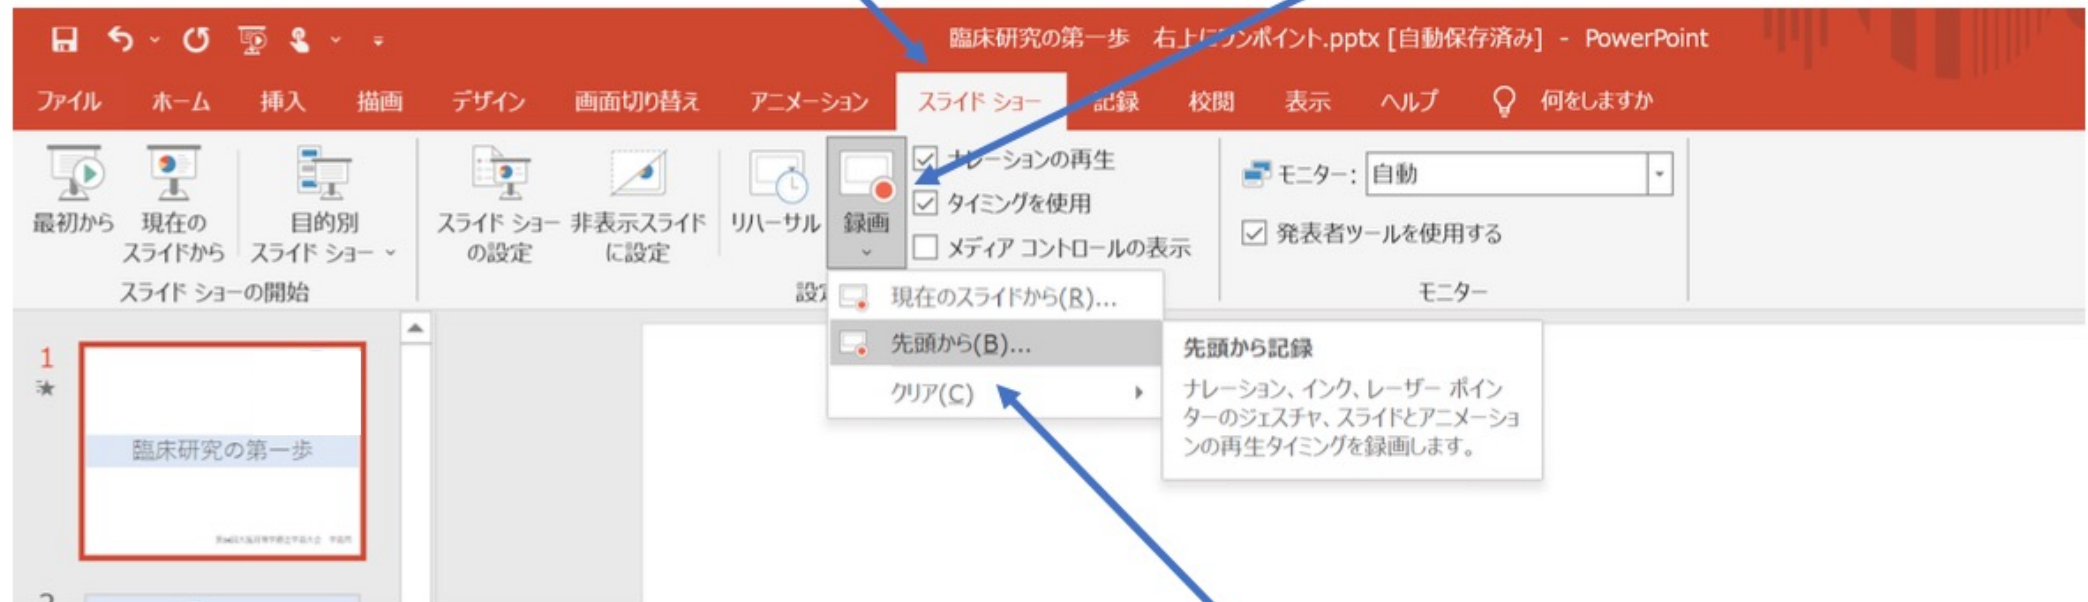 臨床研究の第一歩 右上にワンポイント.pptx [自動保存済み] - PowerPoint
ファイル ホーム 挿入 描画 デザイン 画面切り替え アニメーション スライド ショー 記録 校閲 表示 ヘルプ 何をしますか
最初から
現在の
スライドから
目的別
スライド ショー
スライド ショーの開始
スライド ショー
の設定
非表示スライド
に設定
リハーサル
録画
ナレーションの再生
タイミングを使用
メディア コントロールの表示
設定
モニター: 自動
発表者ツールを使用する
モニター
現在のスライドから(R)...
先頭から(B)...
クリア(C)
先頭から記録
ナレーション、インク、レーザー ポイン
ターのジェスチャ、スライドとアニメーショ
ンの再生タイミングを録画します。
1
臨床研究の第一歩
2